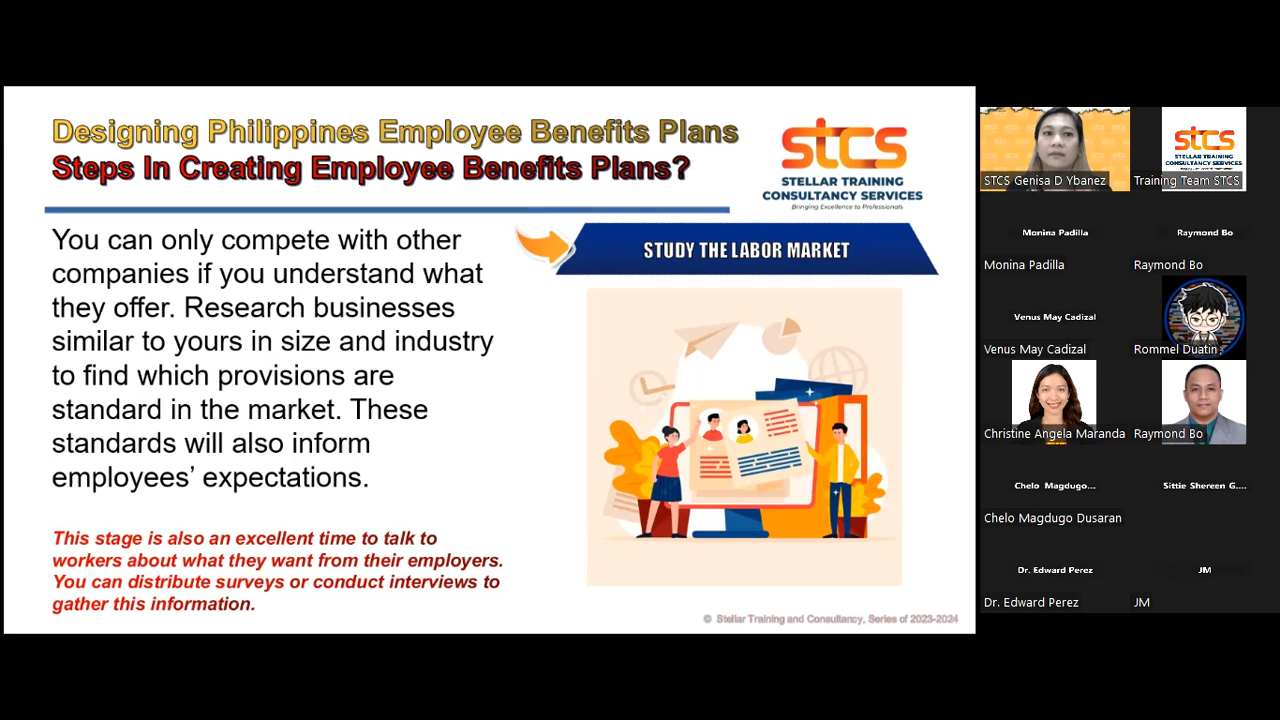 Designing Philippines Employee Benefits Plans
Steps In Creating Employee Benefits Plans?
stcs
STELLAR TRAINING
CONSULTANCY SERVICES
Bringing Excellence to Professionals
You can only compete with other
companies if you understand what
they offer. Research businesses
similar to yours in size and industry
to find which provisions are
standard in the market. These
standards will also inform
employees’ expectations.
This stage is also an excellent time to talk to
workers about what they want from their employers.
You can distribute surveys or conduct interviews to
gather this information.
STUDY THE LABOR MARKET
© Stellar Training and Consultancy, Series of 2023-2024
STCS Genisa D Ybanez
stcs
STELLAR TRAINING
CONSULTANCY SERVICES
Training Team STCS
Monina Padilla
Monina Padilla
Raymond Bo
Raymond Bo
Venus May Cadizal
Venus May Cadizal
Rommel Duatin
Christine Angela Maranda
Raymond Bo
Chelo Magdugo...
Chelo Magdugo Dusaran
Sittie Shereen G....
Dr. Edward Perez
Dr. Edward Perez
JM
JM